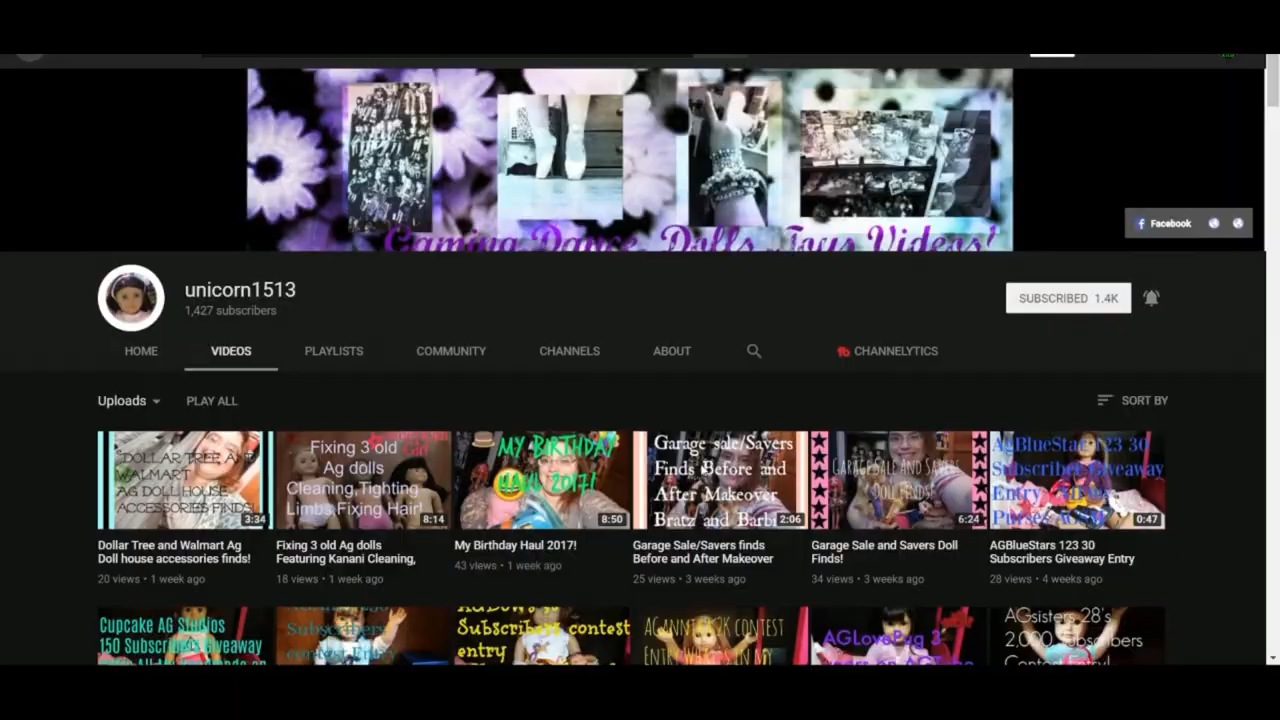 Gaming, Dance, Dolls, Toys Videos!
Facebook
unicorn1513
1,427 subscribers
SUBSCRIBED 1.4K
HOME
VIDEOS
PLAYLISTS
COMMUNITY
CHANNELS
ABOUT
CHANNELYTICS
Uploads
PLAY ALL
SORT BY
DOLLAR TREE AND
WALMART
AG DOLL HOUSE
ACCESSORIES FINDS
3:34
Fixing 3 old
Ag dolls
Cleaning,Tighting
Limbs,Fixing Hair!
8:14
MY BIRTHDAY
HAUL 2017!
8:50
Garage sale/Savers
Finds Before and
After Makeover
Bratz and Barbi
2:06
GARAGE SALE AND SAVERS
DOLL FINDS!
6:24
AgBlueStar 123 30
Subscriber Giveaway
Entry
0:47
Dollar Tree and Walmart Ag
Doll house accessories finds!
20 views • 1 week ago
Fixing 3 old Ag dolls
Featuring Kanani Cleaning,
18 views • 1 week ago
My Birthday Haul 2017!
43 views • 1 week ago
Garage Sale/Savers finds
Before and After Makeover
25 views • 3 weeks ago
Garage Sale and Savers Doll
Finds!
34 views • 3 weeks ago
AGBlueStars 123 30
Subscribers Giveaway Entry
28 views • 4 weeks ago
Cupcake AG Studios
150 Subscribers Giveaway
Subscribers
contest Entry
Subscribers contest
entry
2K CONTEST
AGLovePug 3
AGsisters 28's
2,000 Subscribers
Contest Entry!